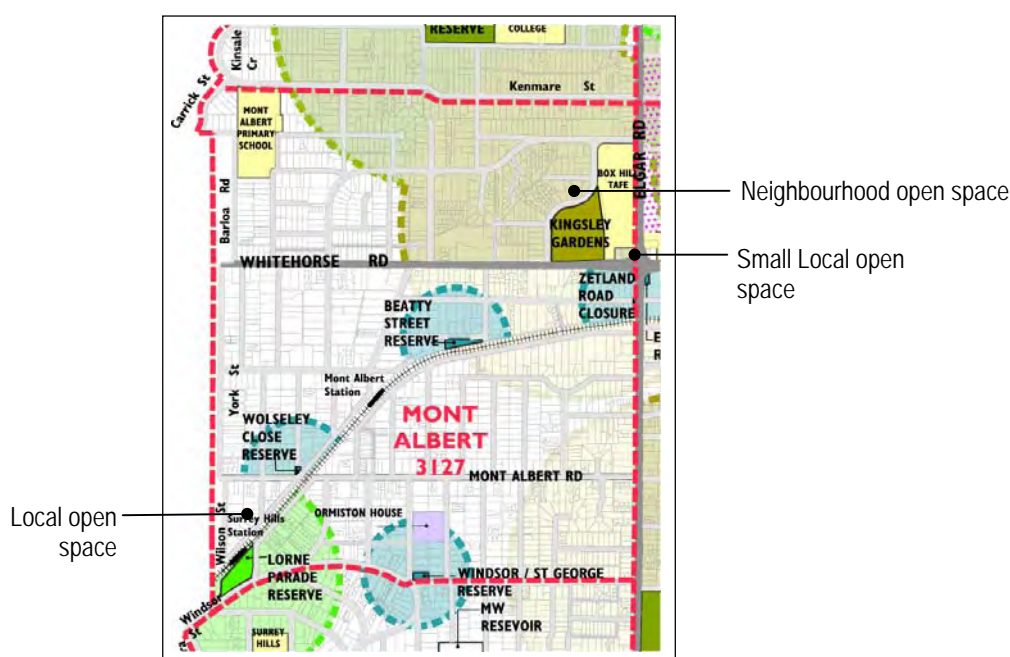 RESERVE
COLLEGE
Kinsale
Cr
Carrick St
Kenmare St
MONT
ALBERT
PRIMARY
SCHOOL
ELGAR RD
BOX HILL
TAFE
Neighbourhood open space
Barloa Rd
KINGSLEY
GARDENS
WHITEHORSE RD
Small Local open
space
ZETLAND
ROAD
CLOSURE
BEATTY
STREET
RESERVE
E
R
Mont Albert
Station
York St
MONT
ALBERT
3127
WOLSELEY
CLOSE
RESERVE
MONT ALBERT RD
Local open
space
Wilson St
Surrey Hills
Station
ORMISTON HOUSE
LORNE
PARADE
RESERVE
WINDSOR / ST GEORGE
RESERVE
Windsor
ra St
MW
RESEVOIR
SURREY
HILLS